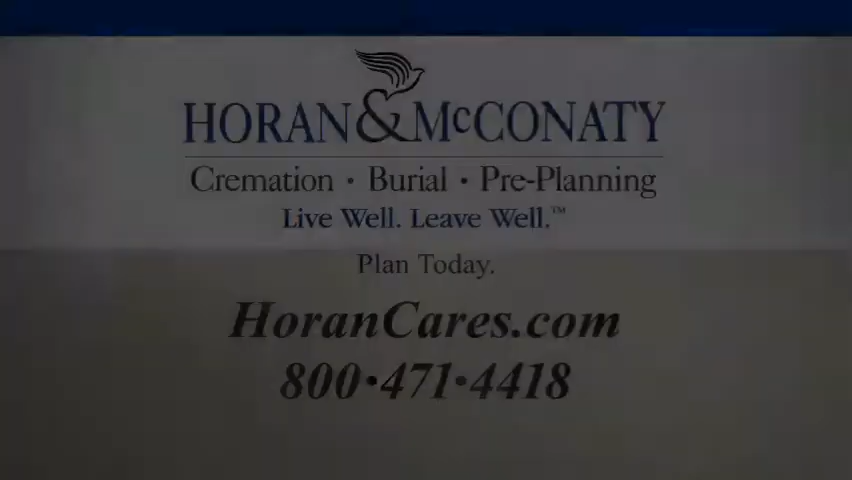 HORAN & McCONATY
Cremation • Burial • Pre-Planning
Live Well. Leave Well.™
Plan Today.
HoranCares.com
800•471•4418